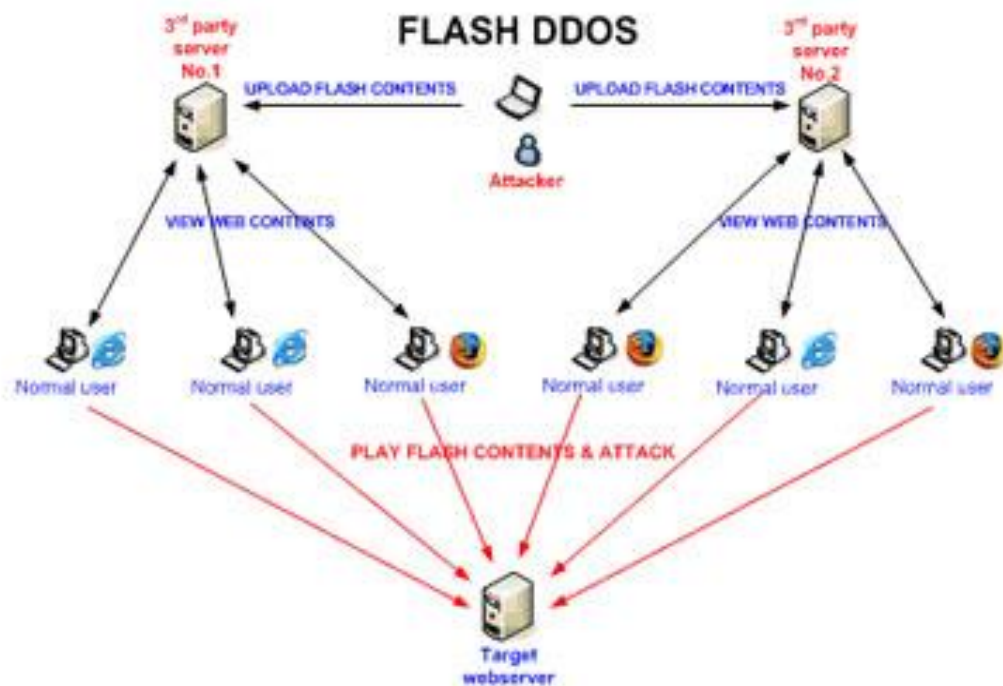 FLASH DDOS
3rd party
server
No.1
3rd party
server
No.2
UPLOAD FLASH CONTENTS
UPLOAD FLASH CONTENTS
Attacker
VIEW WEB CONTENTS
VIEW WEB CONTENTS
Normal user
Normal user
Normal user
Normal user
Normal user
Normal user
PLAY FLASH CONTENTS & ATTACK
Target
webserver